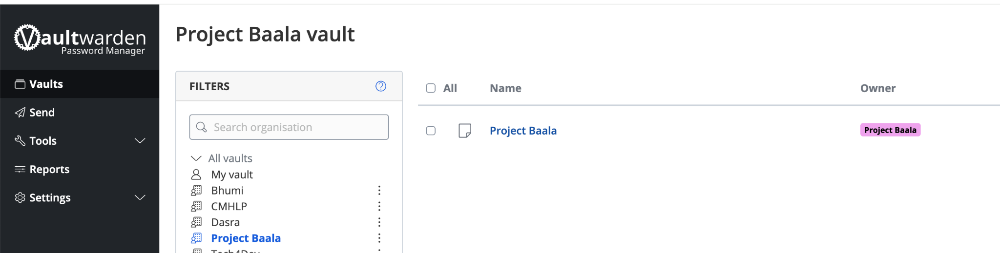 Vaultwarden
Password Manager
Vaults
Send
Tools
Reports
Settings
Project Baala vault
FILTERS
Search organisation
All vaults
My vault
Bhumi
CMHLP
Dasra
Project Baala
Tech4Dev
All Name Owner
Project Baala Project Baala